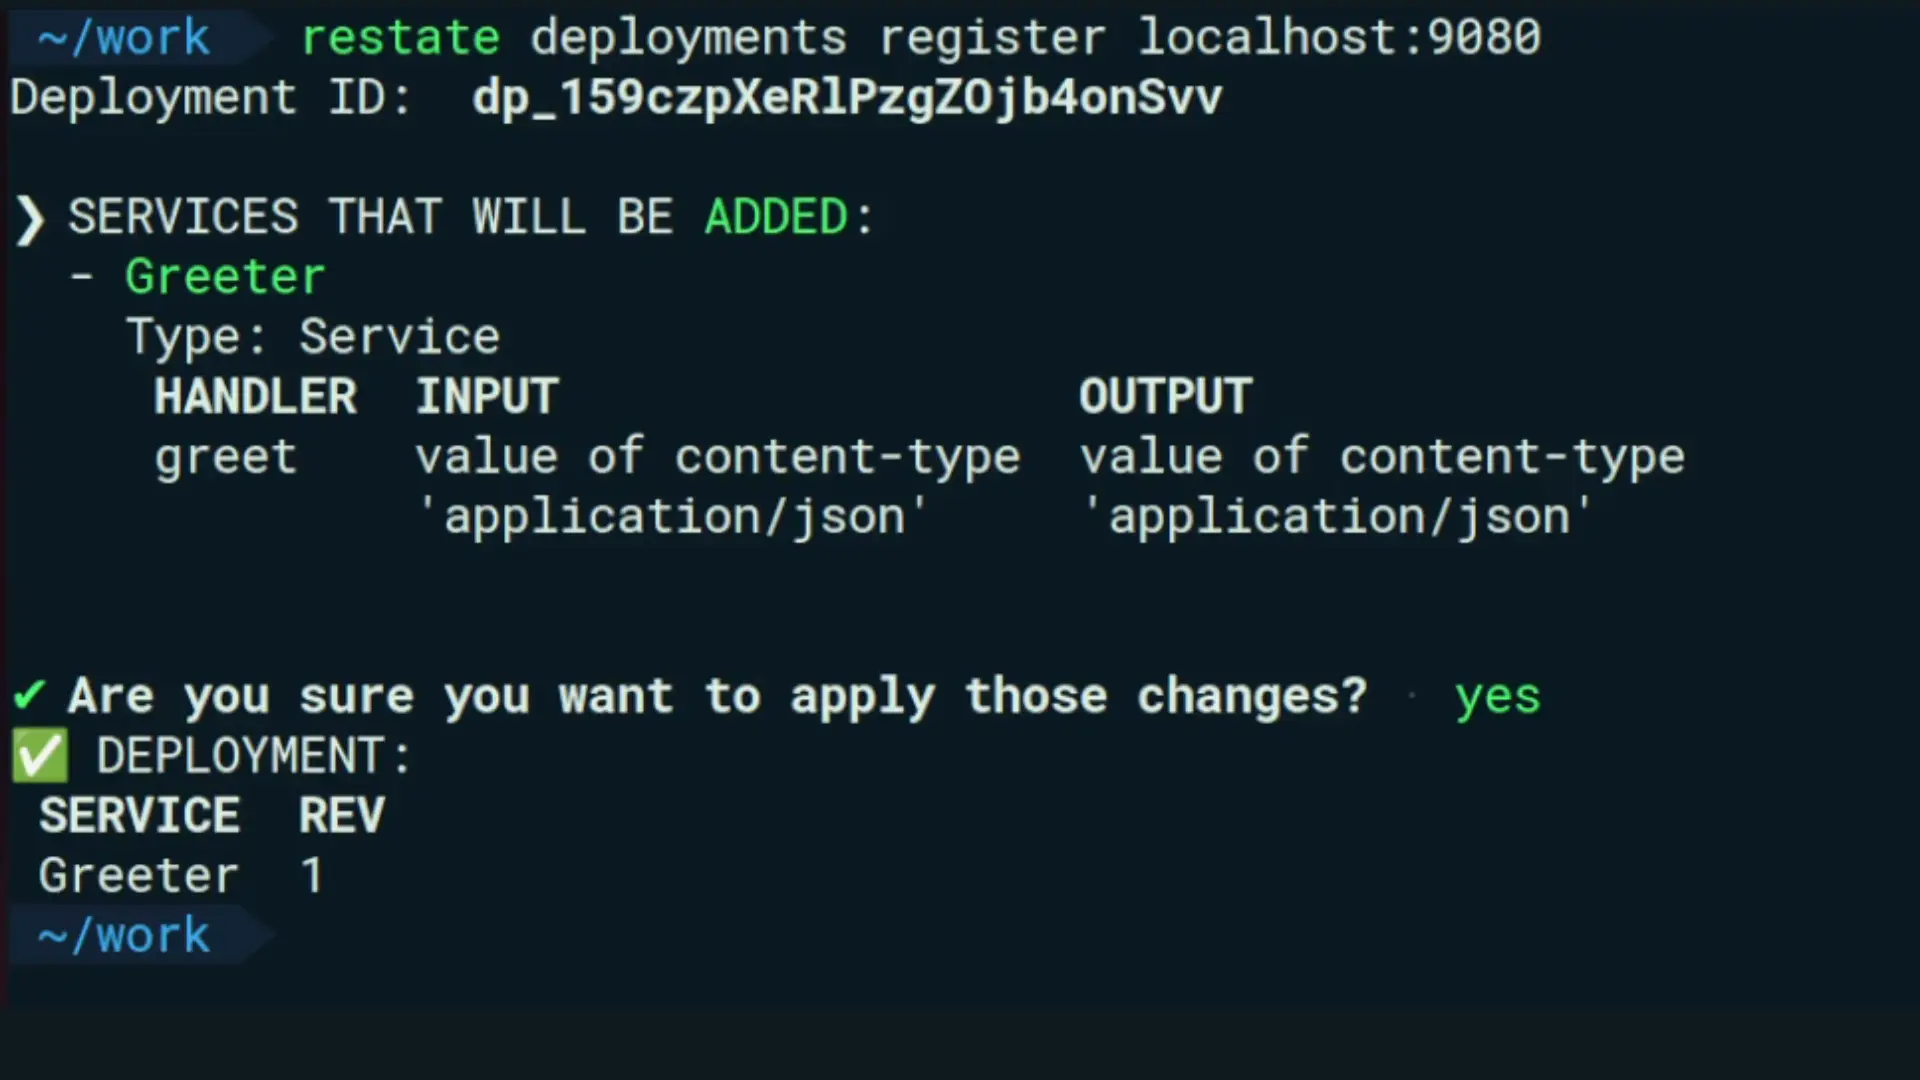 ~/work restate deployments register localhost:9080
Deployment ID: dp_159czpXeRlPzgZOjb4onSvv
❯ SERVICES THAT WILL BE ADDED:
- Greeter
Type: Service
HANDLER INPUT OUTPUT
greet value of content-type value of content-type
'application/json' 'application/json'
✔ Are you sure you want to apply those changes? · yes
✅ DEPLOYMENT:
SERVICE REV
Greeter 1
~/work